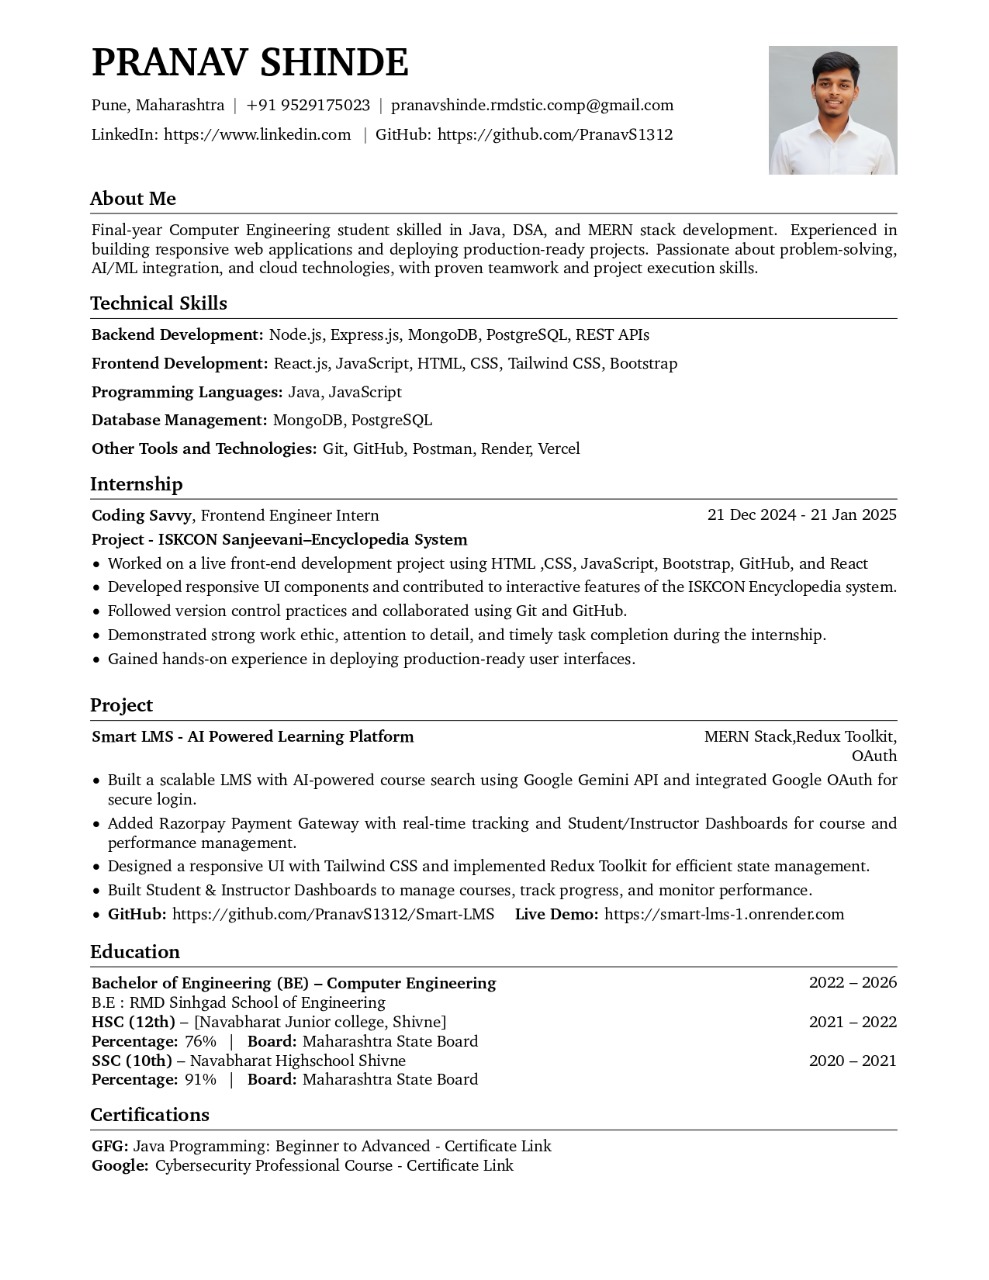 PRANAV SHINDE
Pune, Maharashtra | +91 9529175023 | pranavshinde.rmdstic.comp@gmail.com
LinkedIn: https://www.linkedin.com | GitHub: https://github.com/PranavS1312
About Me
Final-year Computer Engineering student skilled in Java, DSA, and MERN stack development. Experienced in
building responsive web applications and deploying production-ready projects. Passionate about problem-solving,
AI/ML integration, and cloud technologies, with proven teamwork and project execution skills.
Technical Skills
Backend Development: Node.js, Express.js, MongoDB, PostgreSQL, REST APIs
Frontend Development: React.js, JavaScript, HTML, CSS, Tailwind CSS, Bootstrap
Programming Languages: Java, JavaScript
Database Management: MongoDB, PostgreSQL
Other Tools and Technologies: Git, GitHub, Postman, Render, Vercel
Internship
Coding Savvy, Frontend Engineer Intern 21 Dec 2024 - 21 Jan 2025
Project - ISKCON Sanjeevani–Encyclopedia System
• Worked on a live front-end development project using HTML ,CSS, JavaScript, Bootstrap, GitHub, and React
• Developed responsive UI components and contributed to interactive features of the ISKCON Encyclopedia system.
• Followed version control practices and collaborated using Git and GitHub.
• Demonstrated strong work ethic, attention to detail, and timely task completion during the internship.
• Gained hands-on experience in deploying production-ready user interfaces.
Project
Smart LMS - AI Powered Learning Platform MERN Stack,Redux Toolkit,
OAuth
• Built a scalable LMS with AI-powered course search using Google Gemini API and integrated Google OAuth for
secure login.
• Added Razorpay Payment Gateway with real-time tracking and Student/Instructor Dashboards for course and
performance management.
• Designed a responsive UI with Tailwind CSS and implemented Redux Toolkit for efficient state management.
• Built Student & Instructor Dashboards to manage courses, track progress, and monitor performance.
• GitHub: https://github.com/PranavS1312/Smart-LMS Live Demo: https://smart-lms-1.onrender.com
Education
Bachelor of Engineering (BE) – Computer Engineering 2022 – 2026
B.E : RMD Sinhgad School of Engineering
HSC (12th) – [Navabharat Junior college, Shivne] 2021 – 2022
Percentage: 76% | Board: Maharashtra State Board
SSC (10th) – Navabharat Highschool Shivne 2020 – 2021
Percentage: 91% | Board: Maharashtra State Board
Certifications
GFG: Java Programming: Beginner to Advanced - Certificate Link
Google: Cybersecurity Professional Course - Certificate Link